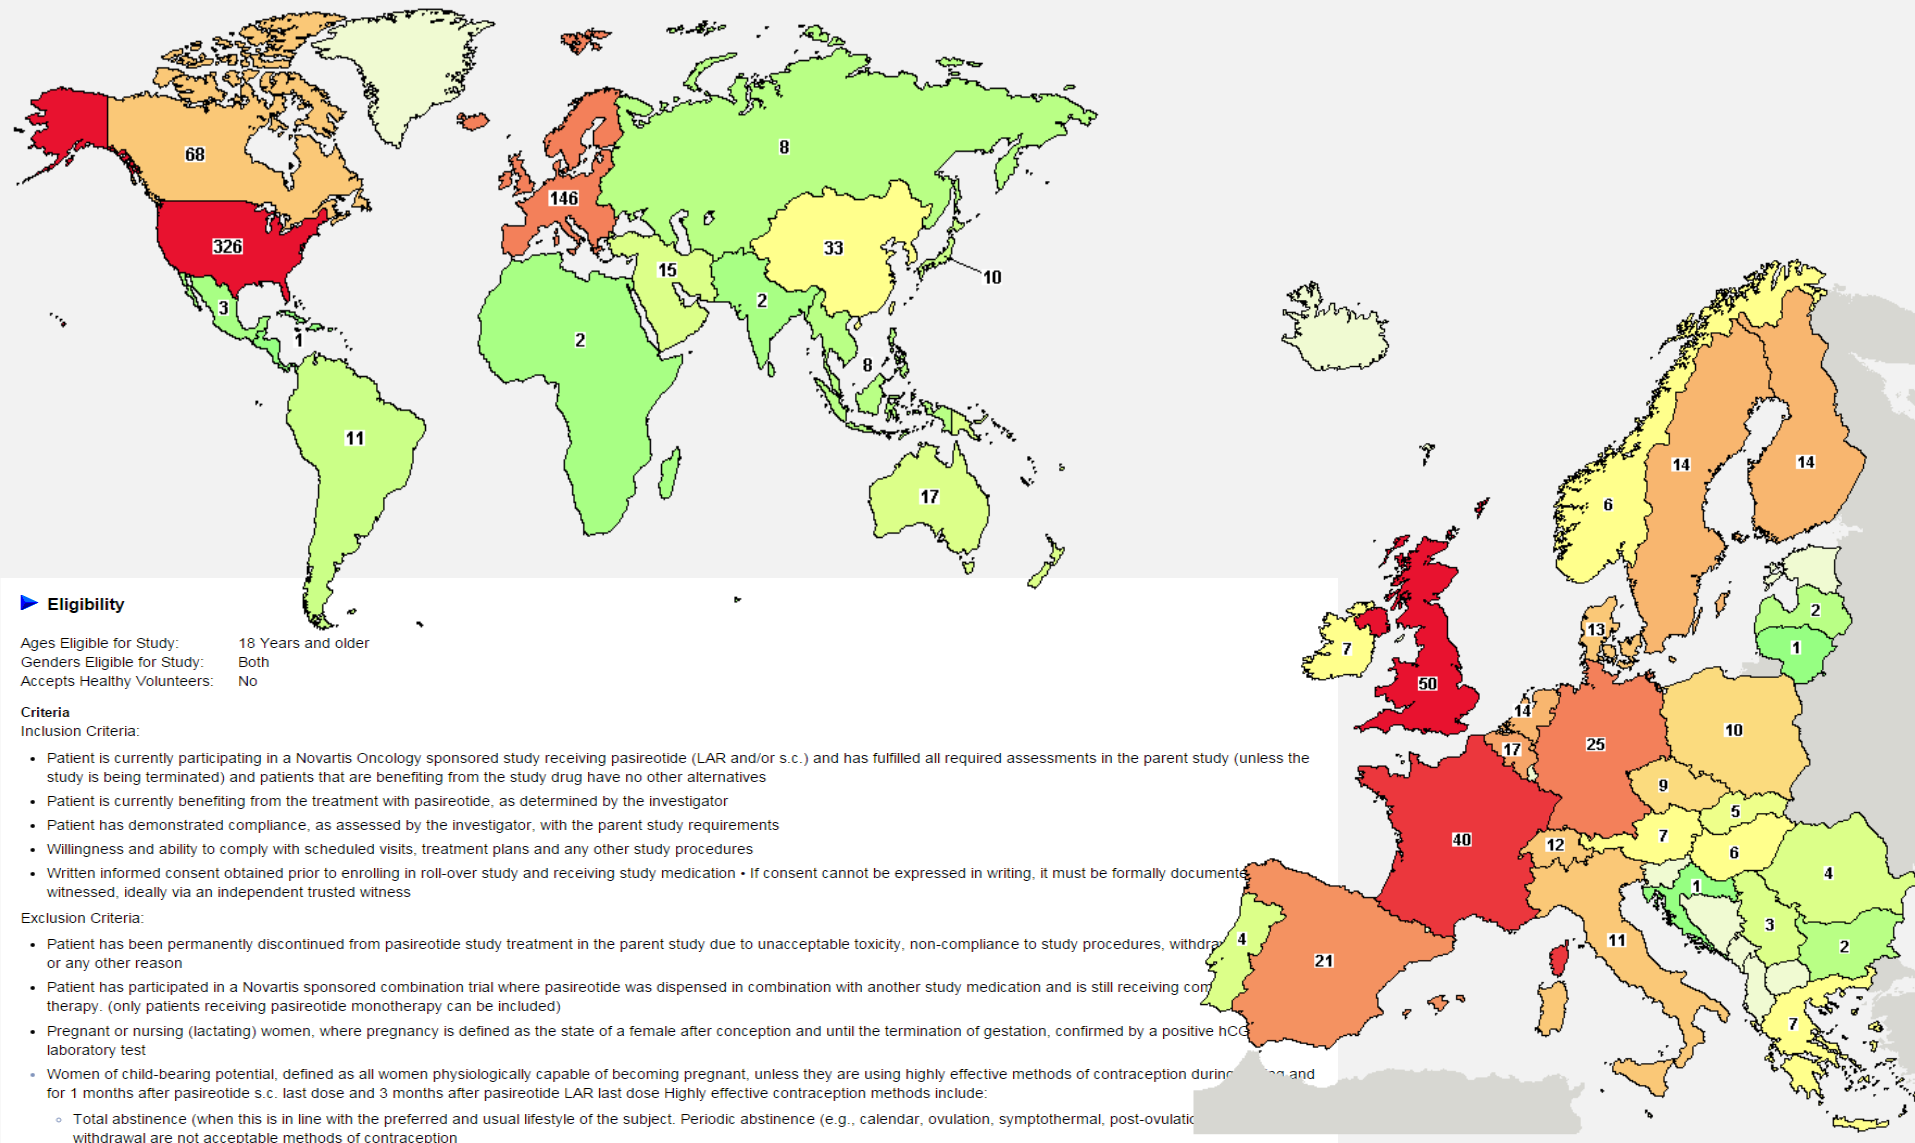 68
326
3
1
11
146
8
15
2
2
33
10
8
17
6
14
14
7
50
13
2
1
14
17
25
10
9
5
40
12
7
6
4
1
3
2
11
4
21
7
Eligibility
Ages Eligible for Study: 18 Years and older
Genders Eligible for Study: Both
Accepts Healthy Volunteers: No
Criteria
Inclusion Criteria:
• Patient is currently participating in a Novartis Oncology sponsored study receiving pasireotide (LAR and/or s.c.) and has fulfilled all required assessments in the parent study (unless the
study is being terminated) and patients that are benefiting from the study drug have no other alternatives
• Patient is currently benefiting from the treatment with pasireotide, as determined by the investigator
• Patient has demonstrated compliance, as assessed by the investigator, with the parent study requirements
• Willingness and ability to comply with scheduled visits, treatment plans and any other study procedures
• Written informed consent obtained prior to enrolling in roll-over study and receiving study medication • If consent cannot be expressed in writing, it must be formally
witnessed, ideally via an independent trusted witness
Exclusion Criteria:
• Patient has been permanently discontinued from pasireotide study treatment in the parent study due to unacceptable toxicity, non-compliance to study procedures,
or any other reason
• Patient has participated in a Novartis sponsored combination trial where pasireotide was dispensed in combination with another study medication and is still receiving
therapy. (only patients receiving pasireotide monotherapy can be included)
• Pregnant or nursing (lactating) women, where pregnancy is defined as the state of a female after conception and until the termination of gestation, confirmed by a positive
laboratory test
• Women of child-bearing potential, defined as all women physiologically capable of becoming pregnant, unless they are using highly effective methods of contraception during and
for 1 months after pasireotide s.c. last dose and 3 months after pasireotide LAR last dose Highly effective contraception methods include:
◦ Total abstinence (when this is in line with the preferred and usual lifestyle of the subject. Periodic abstinence (e.g., calendar, ovulation, symptothermal,
withdrawal are not acceptable methods of contraception